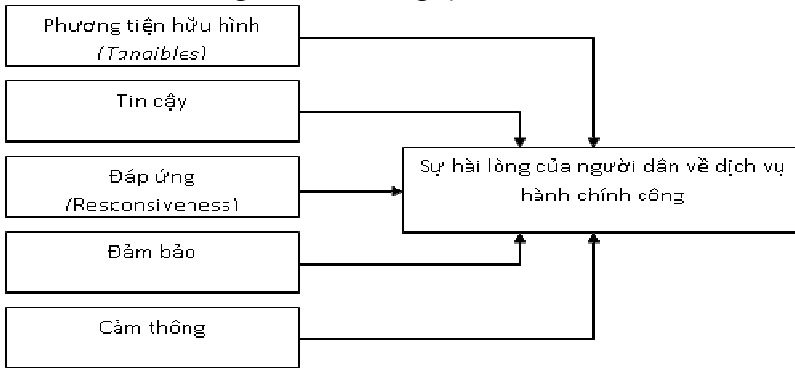 Phương tiện hữu hình
(Tangibles)
Tin cậy
Đáp ứng
(Responsiveness)
Đảm bảo
Cảm thông
Sự hài lòng của người dân về dịch vụ
hành chính công